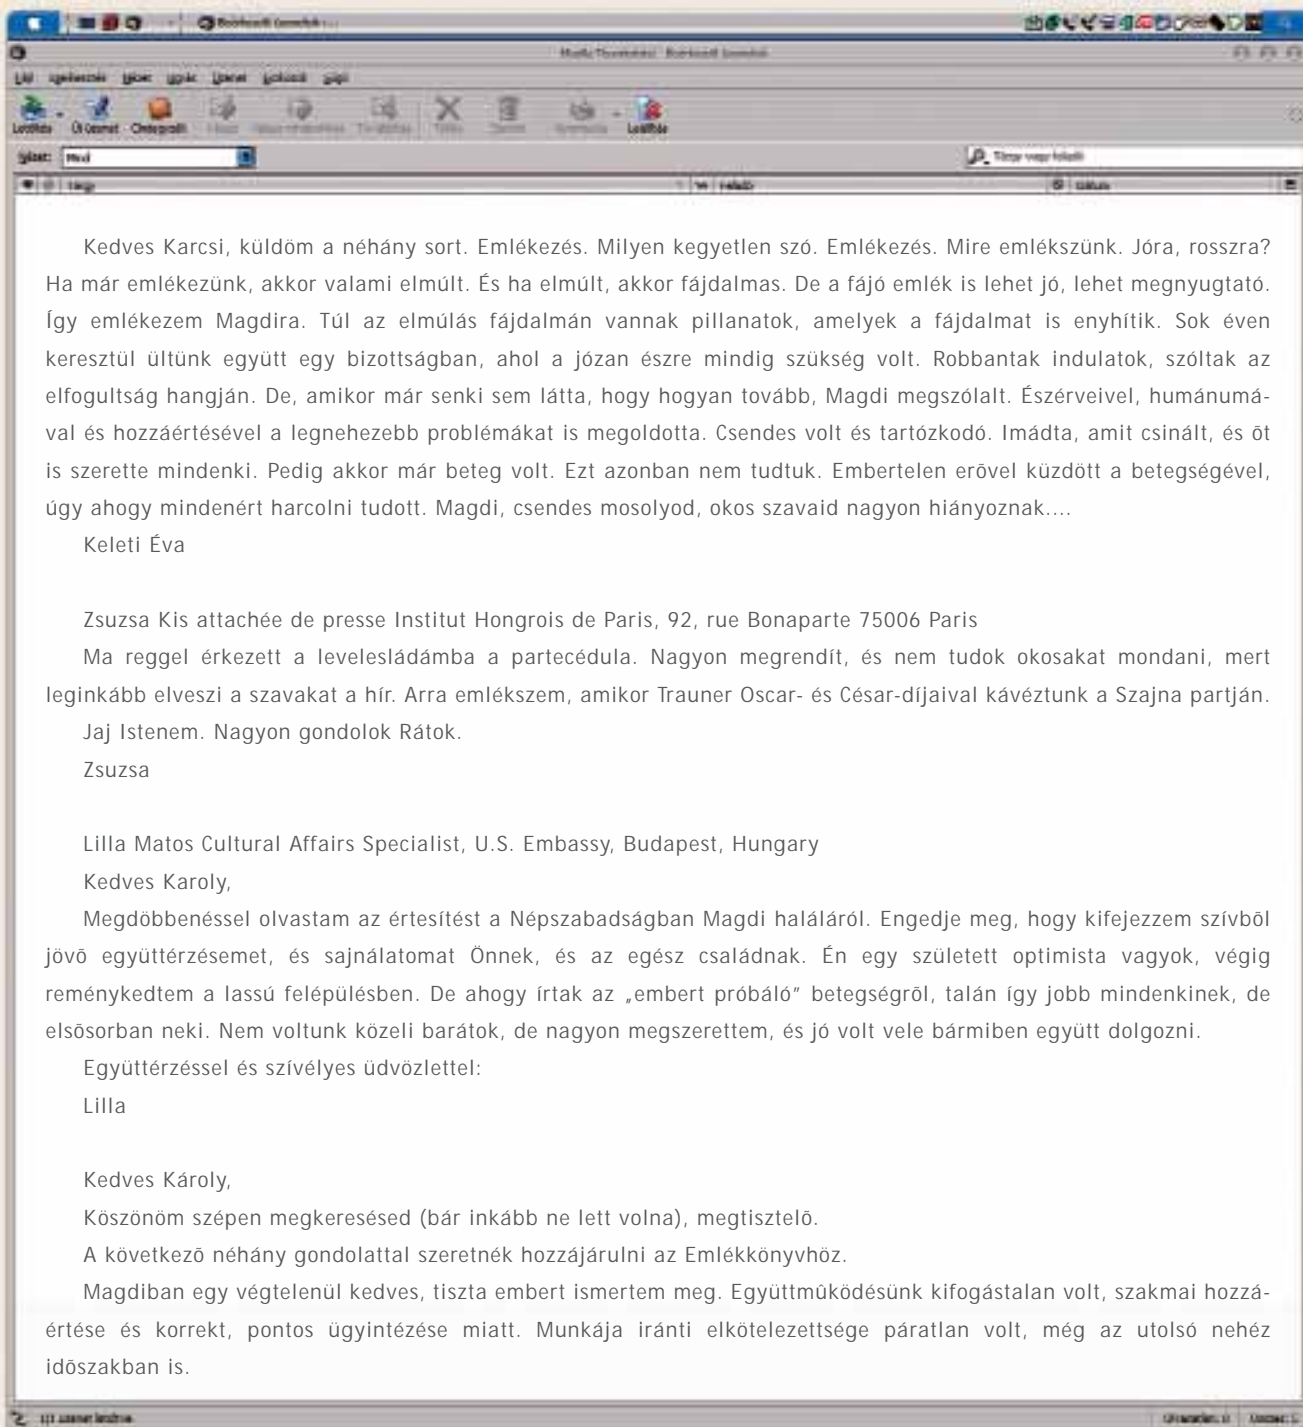 Kedves Karcsi, küldöm a néhány sort. Emlékezés. Milyen kegyetlen szó. Emlékezés. Mire emlékszünk. Jóra, rosszra?
Ha már emlékezünk, akkor valami elmúlt. És ha elmúlt, akkor fájdalmas. De a fájó emlék is lehet jó, lehet megnyugtató.
Így emlékezem Magdira. Túl az elmúlás fájdalmán vannak pillanatok, amelyek a fájdalmat is enyhítik. Sok éven
keresztül ültünk együtt egy bizottságban, ahol a józan észre mindig szükség volt. Robbantak indulatok, szóltak az
elfogultság hangján. De, amikor már senki sem látta, hogy hogyan tovább, Magdi megszólalt. Észérveivel, humánumá-
val és hozzáértésével a legnehezebb problémákat is megoldotta. Csendes volt és tartózkodó. Imádta, amit csinált, és õt
is szerette mindenki. Pedig akkor már beteg volt. Ezt azonban nem tudtuk. Embertelen erõvel küzdött a betegségével,
úgy ahogy mindenért harcolni tudott. Magdi, csendes mosolyod, okos szavaid nagyon hiányoznak....
Keleti Éva
Zsuzsa Kis attachée de presse Institut Hongrois de Paris, 92, rue Bonaparte 75006 Paris
Ma reggel érkezett a levelesládámba a partecédula. Nagyon megrendít, és nem tudok okosakat mondani, mert
leginkább elveszi a szavakat a hír. Arra emlékszem, amikor Trauner Oscar- és César-díjaival kávéztunk a Szajna partján.
Jaj Istenem. Nagyon gondolok Rátok.
Zsuzsa
Lilla Matos Cultural Affairs Specialist, U.S. Embassy, Budapest, Hungary
Kedves Karoly,
Megdöbbenéssel olvastam az értesítést a Népszabadságban Magdi haláláról. Engedje meg, hogy kifejezzem szívbõl
jövõ együttérzésemet, és sajnálatomat Önnek, és az egész családnak. Én egy született optimista vagyok, végig
reménykedtem a lassú felépülésben. De ahogy írtak az „embert próbáló” betegségrõl, talán így jobb mindenkinek, de
elsõsorban neki. Nem voltunk közeli barátok, de nagyon megszerettem, és jó volt vele bármiben együtt dolgozni.
Együttérzéssel és szívélyes üdvözlettel:
Lilla
Kedves Károly,
Köszönöm szépen megkeresésed (bár inkább ne lett volna), megtisztelõ.
A következõ néhány gondolattal szeretnék hozzájárulni az Emlékkönyvhöz.
Magdiban egy végtelenül kedves, tiszta embert ismertem meg. Együttmûködésünk kifogástalan volt, szakmai hozzá-
értése és korrekt, pontos ügyintézése miatt. Munkája iránti elkötelezettsége páratlan volt, még az utolsó nehéz
idõszakban is.